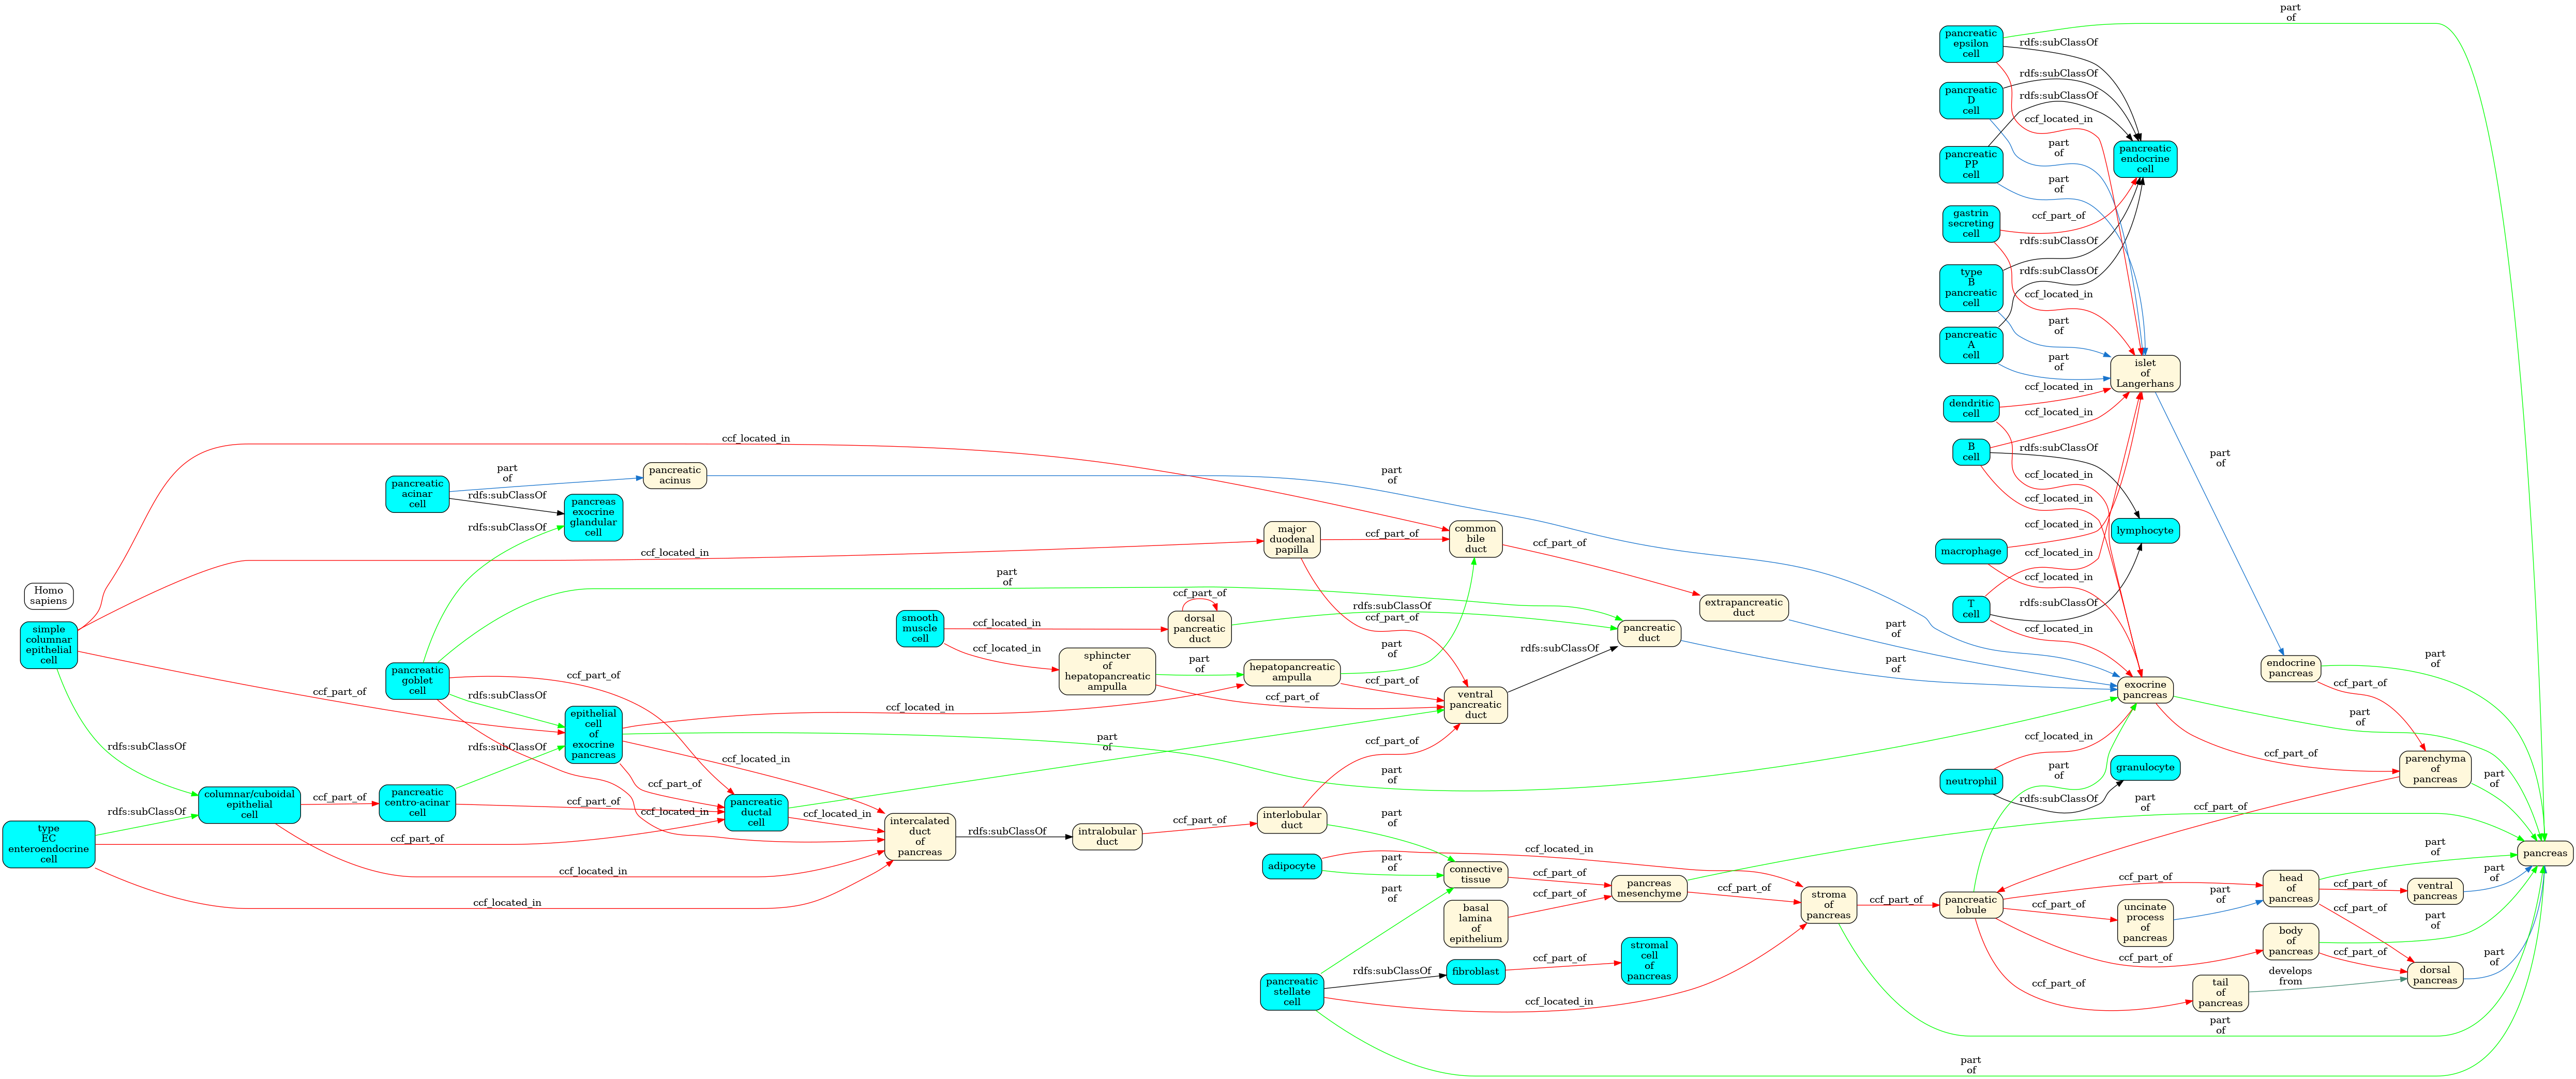 part
of
pancreatic
epsilon
cell
rdfs:subClassOf
rdfs:subClassOf
pancreatic
D
cell
rdfs:subClassOf
ccf_located_in
pancreatic
PP
cell
part
of
pancreatic
endocrine
cell
part
of
gastrin
secreting
cell
ccf_part_of
rdfs:subClassOf
type
B
pancreatic
cell
rdfs:subClassOf
ccf_located_in
part
of
pancreatic
A
cell
part
of
islet
of
Langerhans
dendritic
cell
ccf_located_in
ccf_located_in
B
cell
rdfs:subClassOf
part
of
ccf_located_in
ccf_located_in
lymphocyte
macrophage
ccf_located_in
ccf_located_in
ccf_located_in
T
cell
rdfs:subClassOf
ccf_located_in
ccf_located_in
pancreatic
acinar
cell
part
of
rdfs:subClassOf
pancreatic
acinus
part
of
pancreas
exocrine
glandular
cell
rdfs:subClassOf
major
duodenal
papilla
ccf_part_of
common
bile
duct
ccf_part_of
ccf_located_in
Homo
sapiens
simple
columnar
epithelial
cell
part
of
smooth
muscle
cell
ccf_located_in
ccf_part_of
dorsal
pancreatic
duct
rdfs:subClassOf
ccf_part_of
extrapancreatic
duct
part
of
pancreatic
duct
part
of
pancreatic
goblet
cell
ccf_part_of
ccf_located_in
sphincter
of
hepatopancreatic
ampulla
part
of
hepatopancreatic
ampulla
part
of
ccf_part_of
ccf_part_of
rdfs:subClassOf
ventral
pancreatic
duct
ccf_part_of
rdfs:subClassOf
epithelial
cell
of
exocrine
pancreas
ccf_located_in
part
of
part
of
ccf_part_of
exocrine
pancreas
endocrine
pancreas
part
of
ccf_part_of
part
of
ccf_part_of
parenchyma
of
pancreas
part
of
rdfs:subClassOf
rdfs:subClassOf
ccf_located_in
ccf_part_of
ccf_located_in
neutrophil
rdfs:subClassOf
granulocyte
part
of
part
of
ccf_part_of
type
EC
enteroendocrine
cell
rdfs:subClassOf
columnar/cuboidal
epithelial
cell
ccf_part_of
pancreatic
centro-acinar
cell
ccf_part_of
ccf_located_in
pancreatic
ductal
cell
ccf_located_in
intercalated
duct
of
pancreas
rdfs:subClassOf
intralobular
duct
ccf_part_of
interlobular
duct
part
of
ccf_part_of
ccf_located_in
ccf_located_in
adipocyte
ccf_located_in
part
of
part
of
connective
tissue
ccf_part_of
basal
lamina
of
epithelium
ccf_part_of
pancreas
mesenchyme
ccf_part_of
stroma
of
pancreas
ccf_part_of
pancreatic
lobule
ccf_part_of
ccf_part_of
part
of
uncinate
process
of
pancreas
head
of
pancreas
part
of
ccf_part_of
ventral
pancreas
part
of
pancreas
ccf_part_of
ccf_part_of
body
of
pancreas
part
of
ccf_part_of
dorsal
pancreas
part
of
ccf_part_of
tail
of
pancreas
develops
from
pancreatic
stellate
cell
rdfs:subClassOf
fibroblast
ccf_part_of
stromal
cell
of
pancreas
ccf_located_in
part
of
part
of